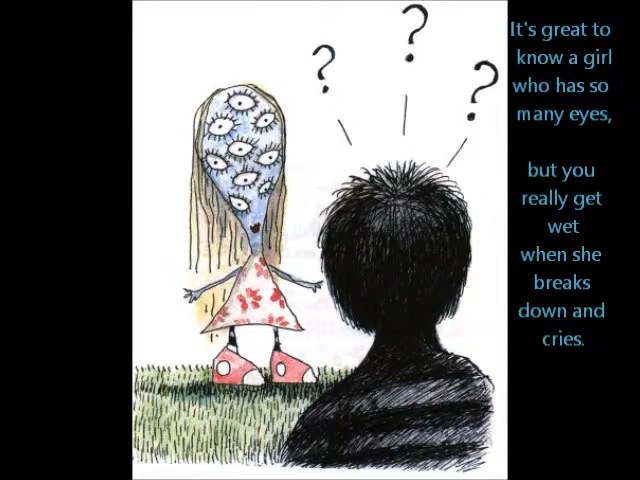 ? ? ?
It's great to
know a girl
who has so
many eyes,
but you
really get
wet
when she
breaks
down and
cries.